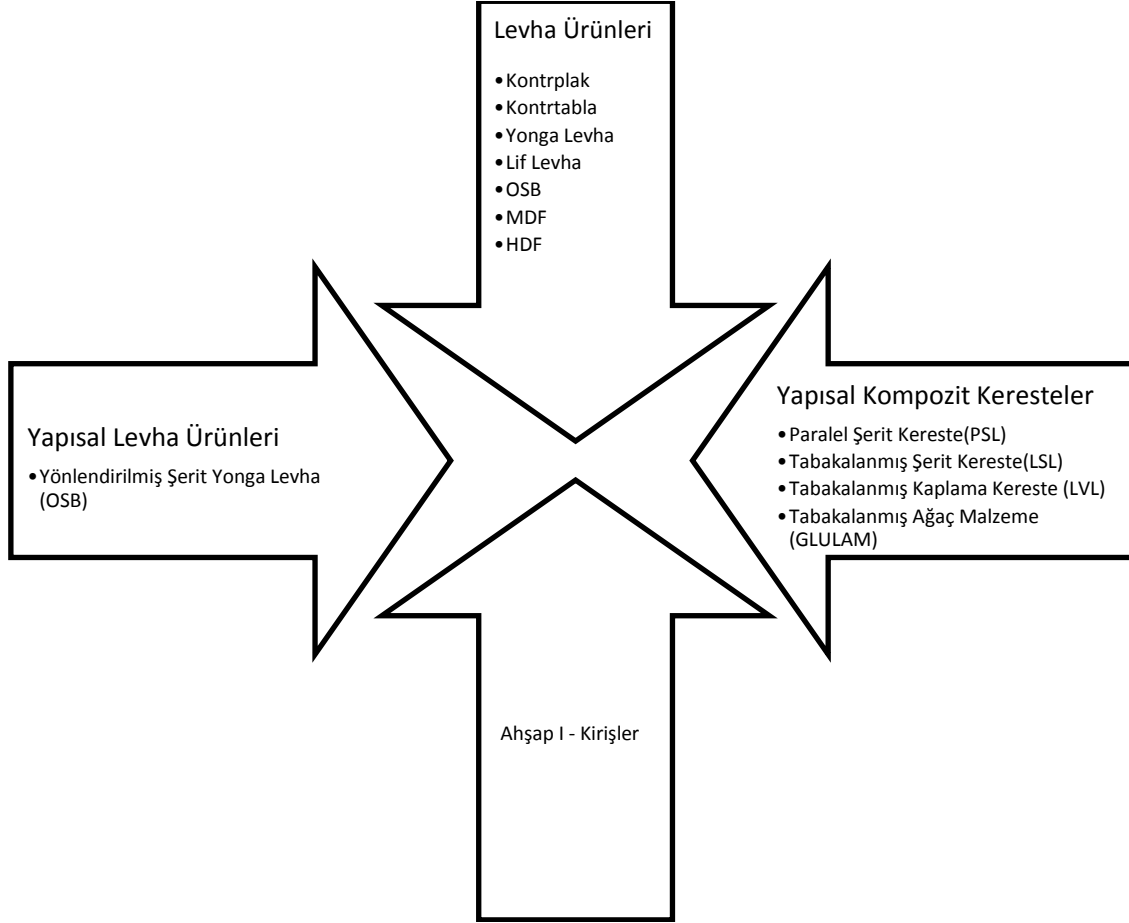 Levha Ürünleri
•Kontrplak
•Kontrtabla
•Yonga Levha
•Lif Levha
•OSB
•MDF
•HDF
Yapısal Levha Ürünleri
•Yönlendirilmiş Şerit Yonga Levha
(OSB)
Yapısal Kompozit Keresteler
•Paralel Şerit Kereste(PSL)
•Tabakalanmış Şerit Kereste(LSL)
•Tabakalanmış Kaplama Kereste (LVL)
•Tabakalanmış Ağaç Malzeme
(GLULAM)
Ahşap I - Kirişler